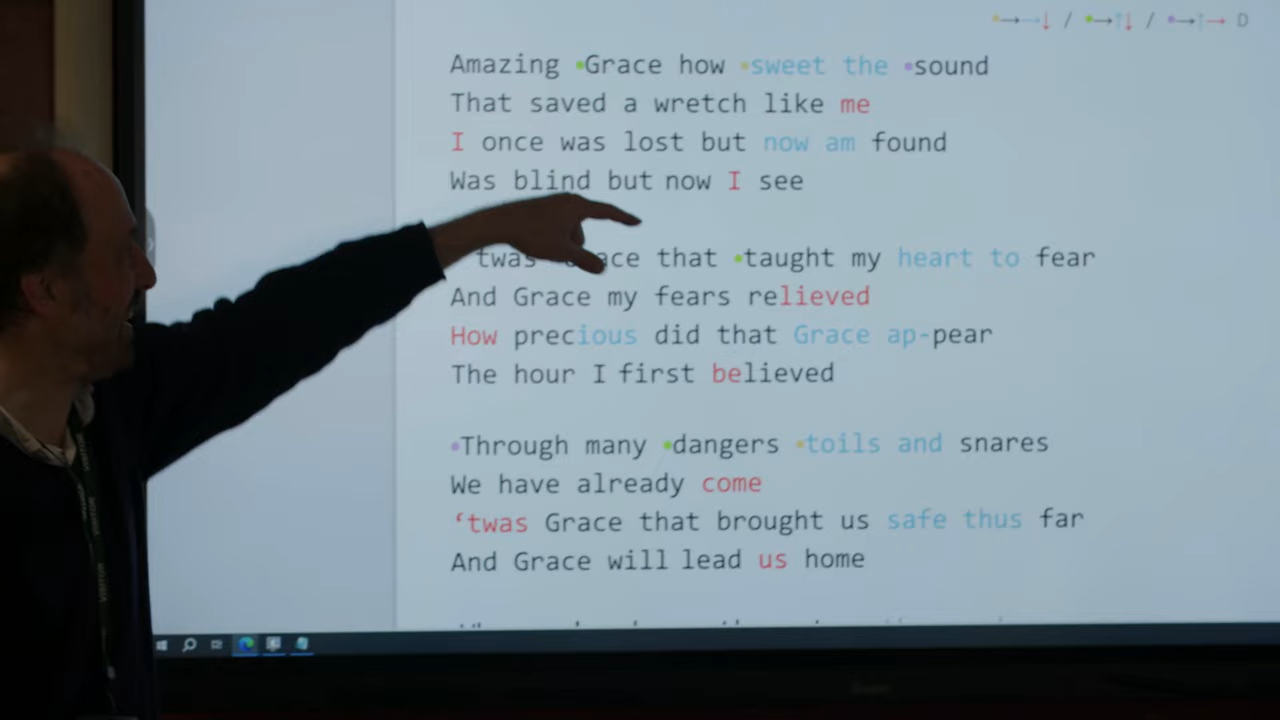 •→→↓ / •→↑↓ / •→↑→ D
Amazing •Grace how •sweet the •sound
That saved a wretch like me
I once was lost but now am found
Was blind but now I see
twas that •taught my heart to fear
And Grace my fears relieved
How precious did that Grace ap-pear
The hour I first believed
•Through many •dangers •toils and snares
We have already come
‘twas Grace that brought us safe thus far
And Grace will lead us home
VISITOR